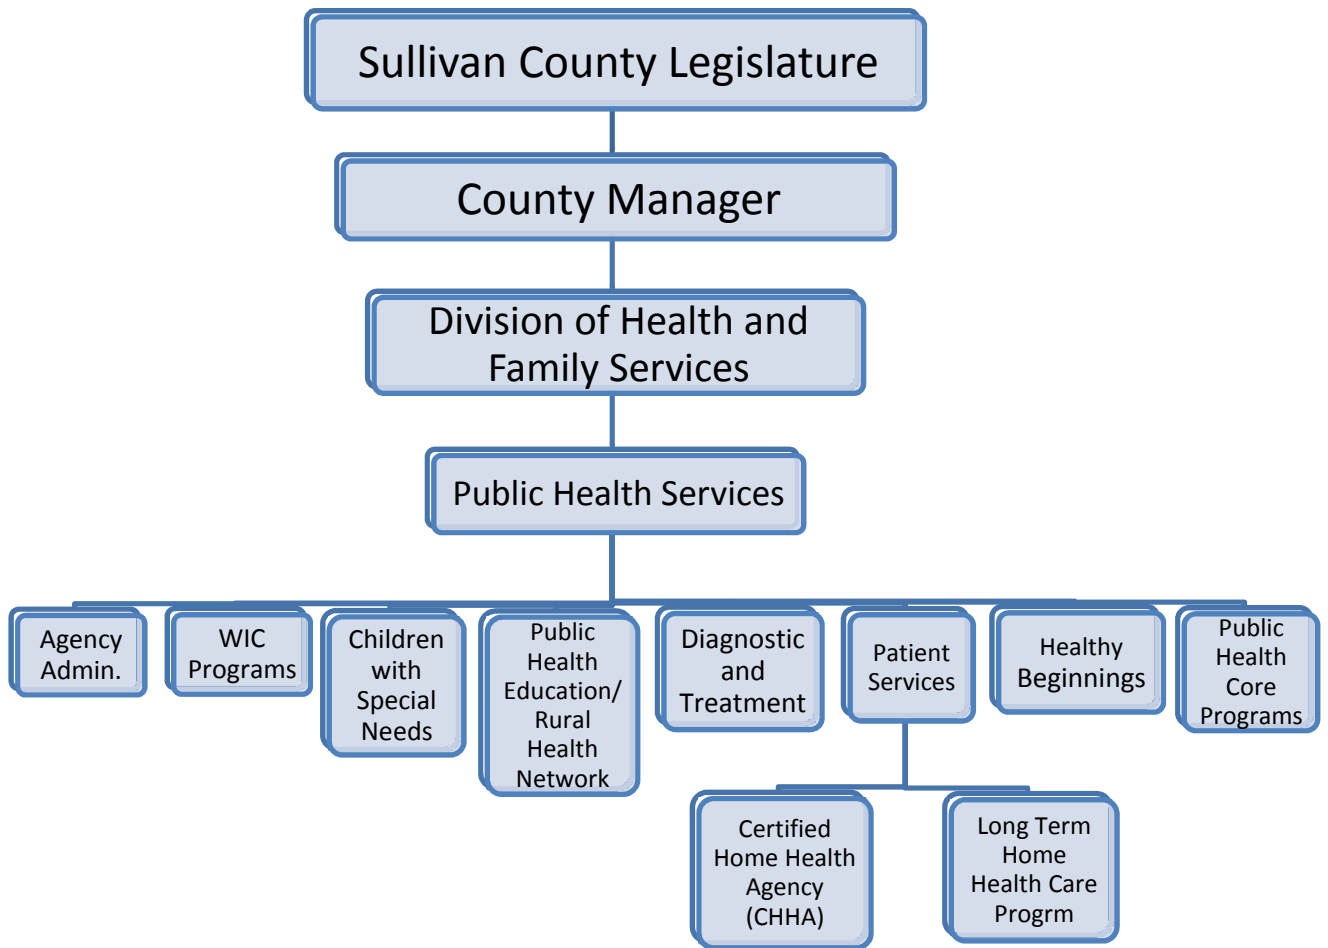 Sullivan County Legislature
County Manager
Division of Health and
Family Services
Public Health Services
Agency
Admin.
WIC
Programs
Children
with
Special
Needs
Public
Health
Education/
Rural
Health
Network
Diagnostic
and
Treatment
Patient
Services
Healthy
Beginnings
Public
Health
Core
Programs
Certified
Home Health
Agency
(CHHA)
Long Term
Home
Health Care
Progrm